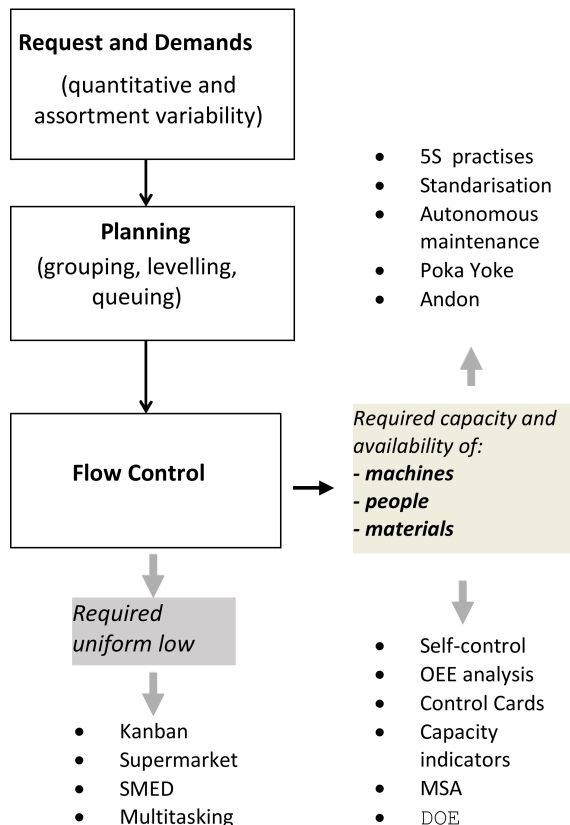 Request and Demands
(quantitative and
assortment variability)
Planning
(grouping, levelling,
queuing)
Flow Control
Required
uniform low
• Kanban
• Supermarket
• SMED
• Multitasking
• 5S practises
• Standarisation
• Autonomous
maintenance
• Poka Yoke
• Andon
Required capacity and
availability of:
- machines
- people
- materials
• Self-control
• OEE analysis
• Control Cards
• Capacity
indicators
• MSA
• DOE